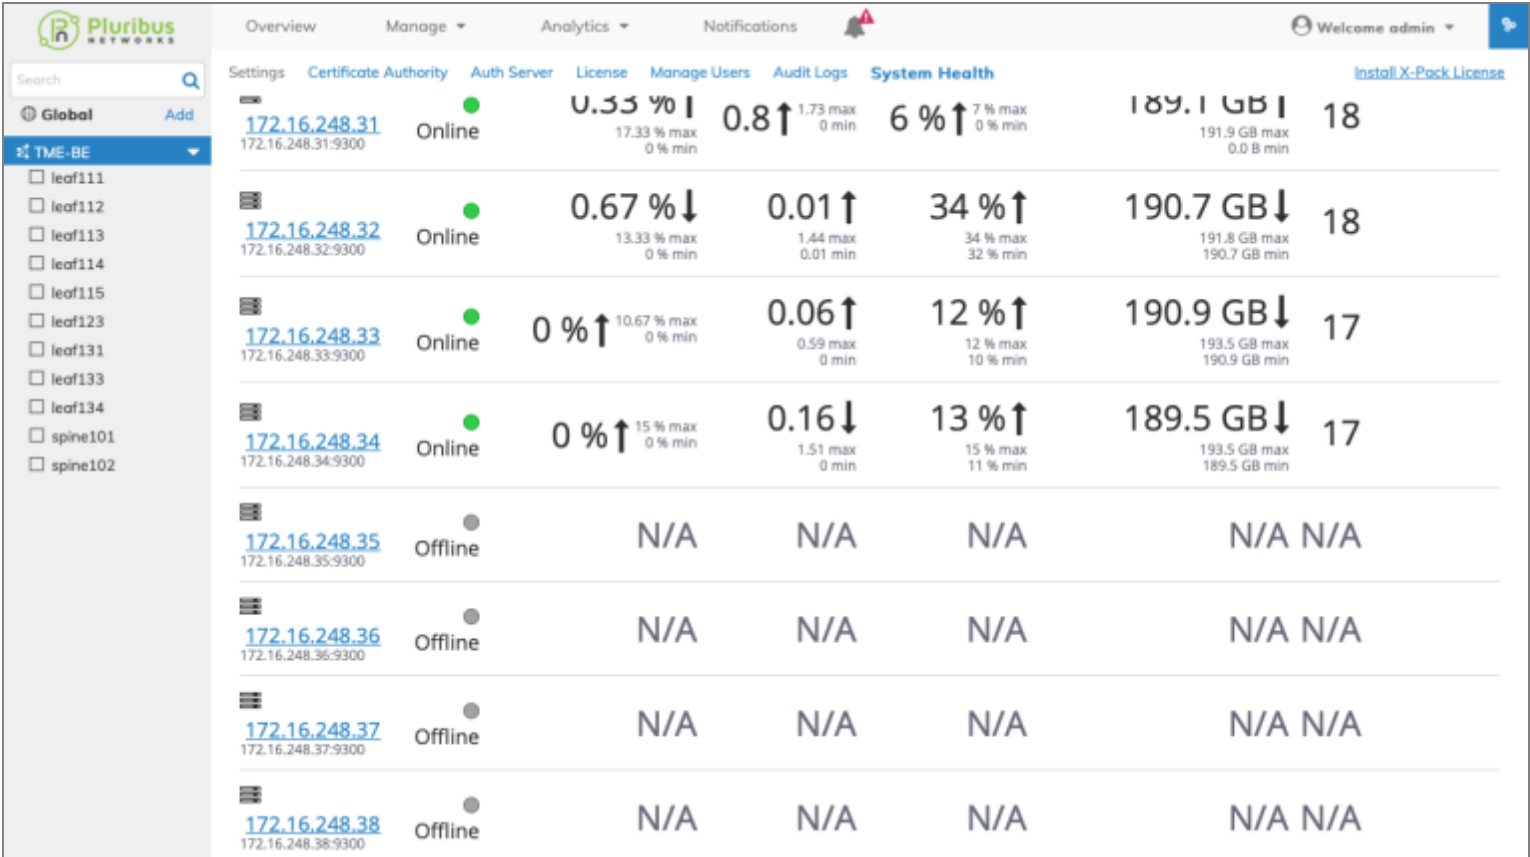 Pluribus NETWORKS Overview Manage Analytics Notifications Welcome admin
Search
Settings Certificate Authority Auth Server License Manage Users Audit Logs System Health Install X-Pack License
Global Add
TME-BE
leaf111
leaf112
leaf113
leaf114
leaf115
leaf123
leaf131
leaf133
leaf134
spine101
spine102
172.16.248.31
172.16.248.31:9300
Online
0.33 %
17.33 % max
0 % min
0.8
1.73 max
0 min
6 %
7 % max
0 % min
189.1 GB
191.9 GB max
0.0 B min
18
172.16.248.32
172.16.248.32:9300
Online
0.67 %
13.33 % max
0 % min
0.01
1.44 max
0.01 min
34 %
34 % max
32 % min
190.7 GB
191.8 GB max
190.7 GB min
18
172.16.248.33
172.16.248.33:9300
Online
0 %
10.67 % max
0 % min
0.06
0.59 max
0 min
12 %
12 % max
10 % min
190.9 GB
193.5 GB max
190.9 GB min
17
172.16.248.34
172.16.248.34:9300
Online
0 %
15 % max
0 % min
0.16
1.51 max
0 min
13 %
15 % max
11 % min
189.5 GB
193.5 GB max
189.5 GB min
17
172.16.248.35
172.16.248.35:9300
Offline
N/A N/A N/A N/A N/A
172.16.248.36
172.16.248.36:9300
Offline
N/A N/A N/A N/A N/A
172.16.248.37
172.16.248.37:9300
Offline
N/A N/A N/A N/A N/A
172.16.248.38
172.16.248.38:9300
Offline
N/A N/A N/A N/A N/A